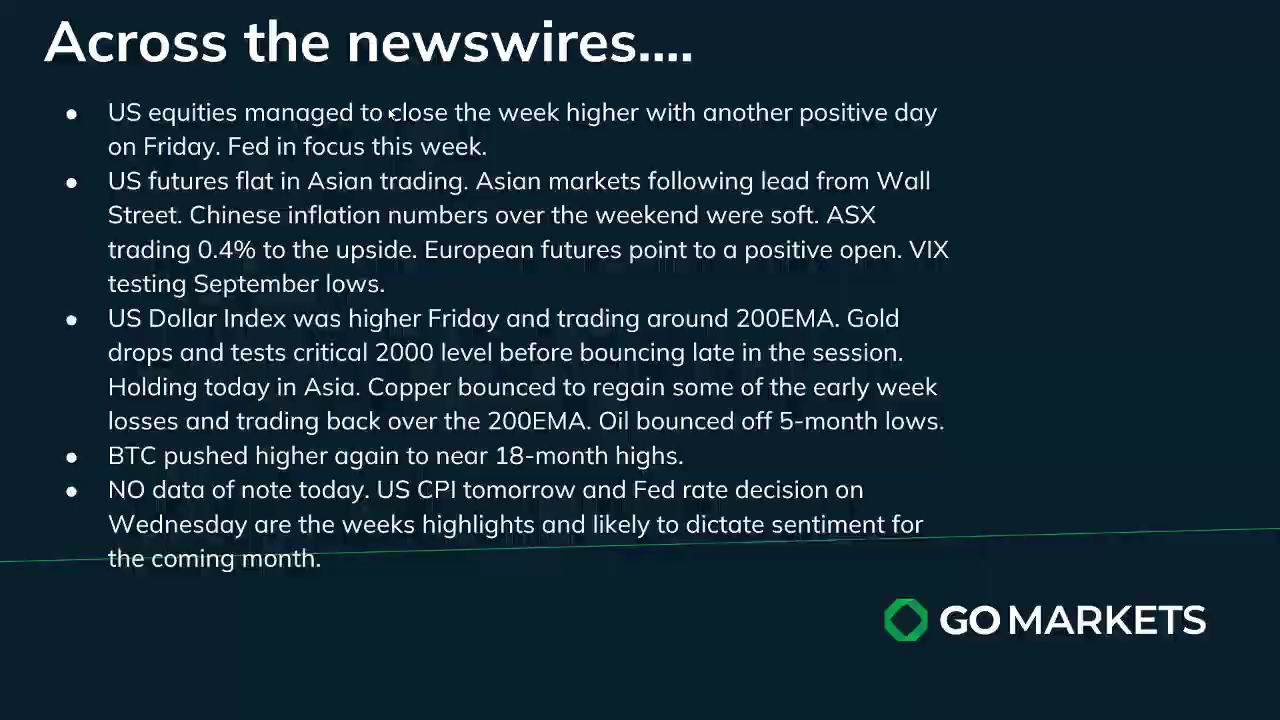 Across the newswires....
• US equities managed to close the week higher with another positive day
on Friday. Fed in focus this week.
• US futures flat in Asian trading. Asian markets following lead from Wall
Street. Chinese inflation numbers over the weekend were soft. ASX
trading 0.4% to the upside. European futures point to a positive open. VIX
testing September lows.
• US Dollar Index was higher Friday and trading around 200EMA. Gold
drops and tests critical 2000 level before bouncing late in the session.
Holding today in Asia. Copper bounced to regain some of the early week
losses and trading back over the 200EMA. Oil bounced off 5-month lows.
• BTC pushed higher again to near 18-month highs.
• NO data of note today. US CPI tomorrow and Fed rate decision on
Wednesday are the weeks highlights and likely to dictate sentiment for
the coming month.
GO MARKETS